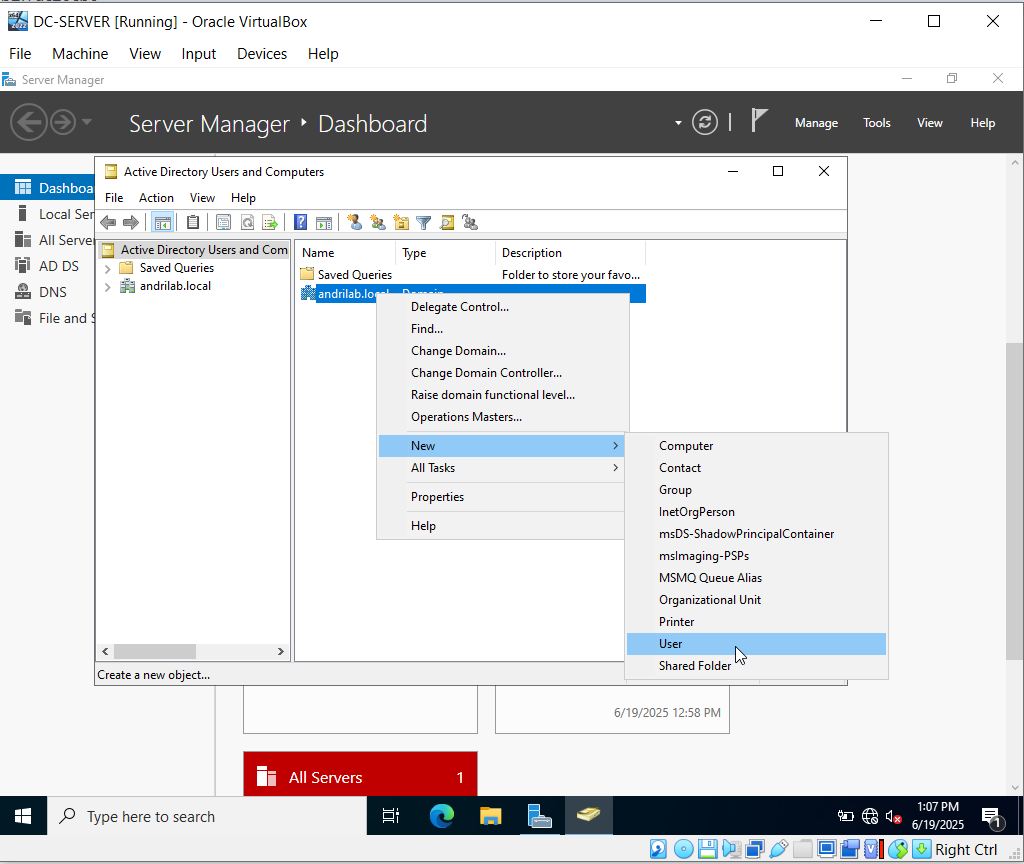 DC-SERVER [Running] - Oracle VirtualBox
File Machine View Input Devices Help
Server Manager
Server Manager Dashboard
Manage Tools View Help
Dashboa
Local Ser
All Server
AD DS
DNS
File and S
Active Directory Users and Computers
File Action View Help
Active Directory Users and Com
Saved Queries
andrilab.local
Name Type Description
Saved Queries Folder to store your favo...
andrilab.local Domain
Delegate Control...
Find...
Change Domain...
Change Domain Controller...
Raise domain functional level...
Operations Masters...
New
All Tasks
Properties
Help
Computer
Contact
Group
InetOrgPerson
msDS-ShadowPrincipalContainer
msImaging-PSPs
MSMQ Queue Alias
Organizational Unit
Printer
User
Shared Folder
Create a new object...
6/19/2025 12:58 PM
All Servers 1
Type here to search
1:07 PM
6/19/2025
1
Right Ctrl